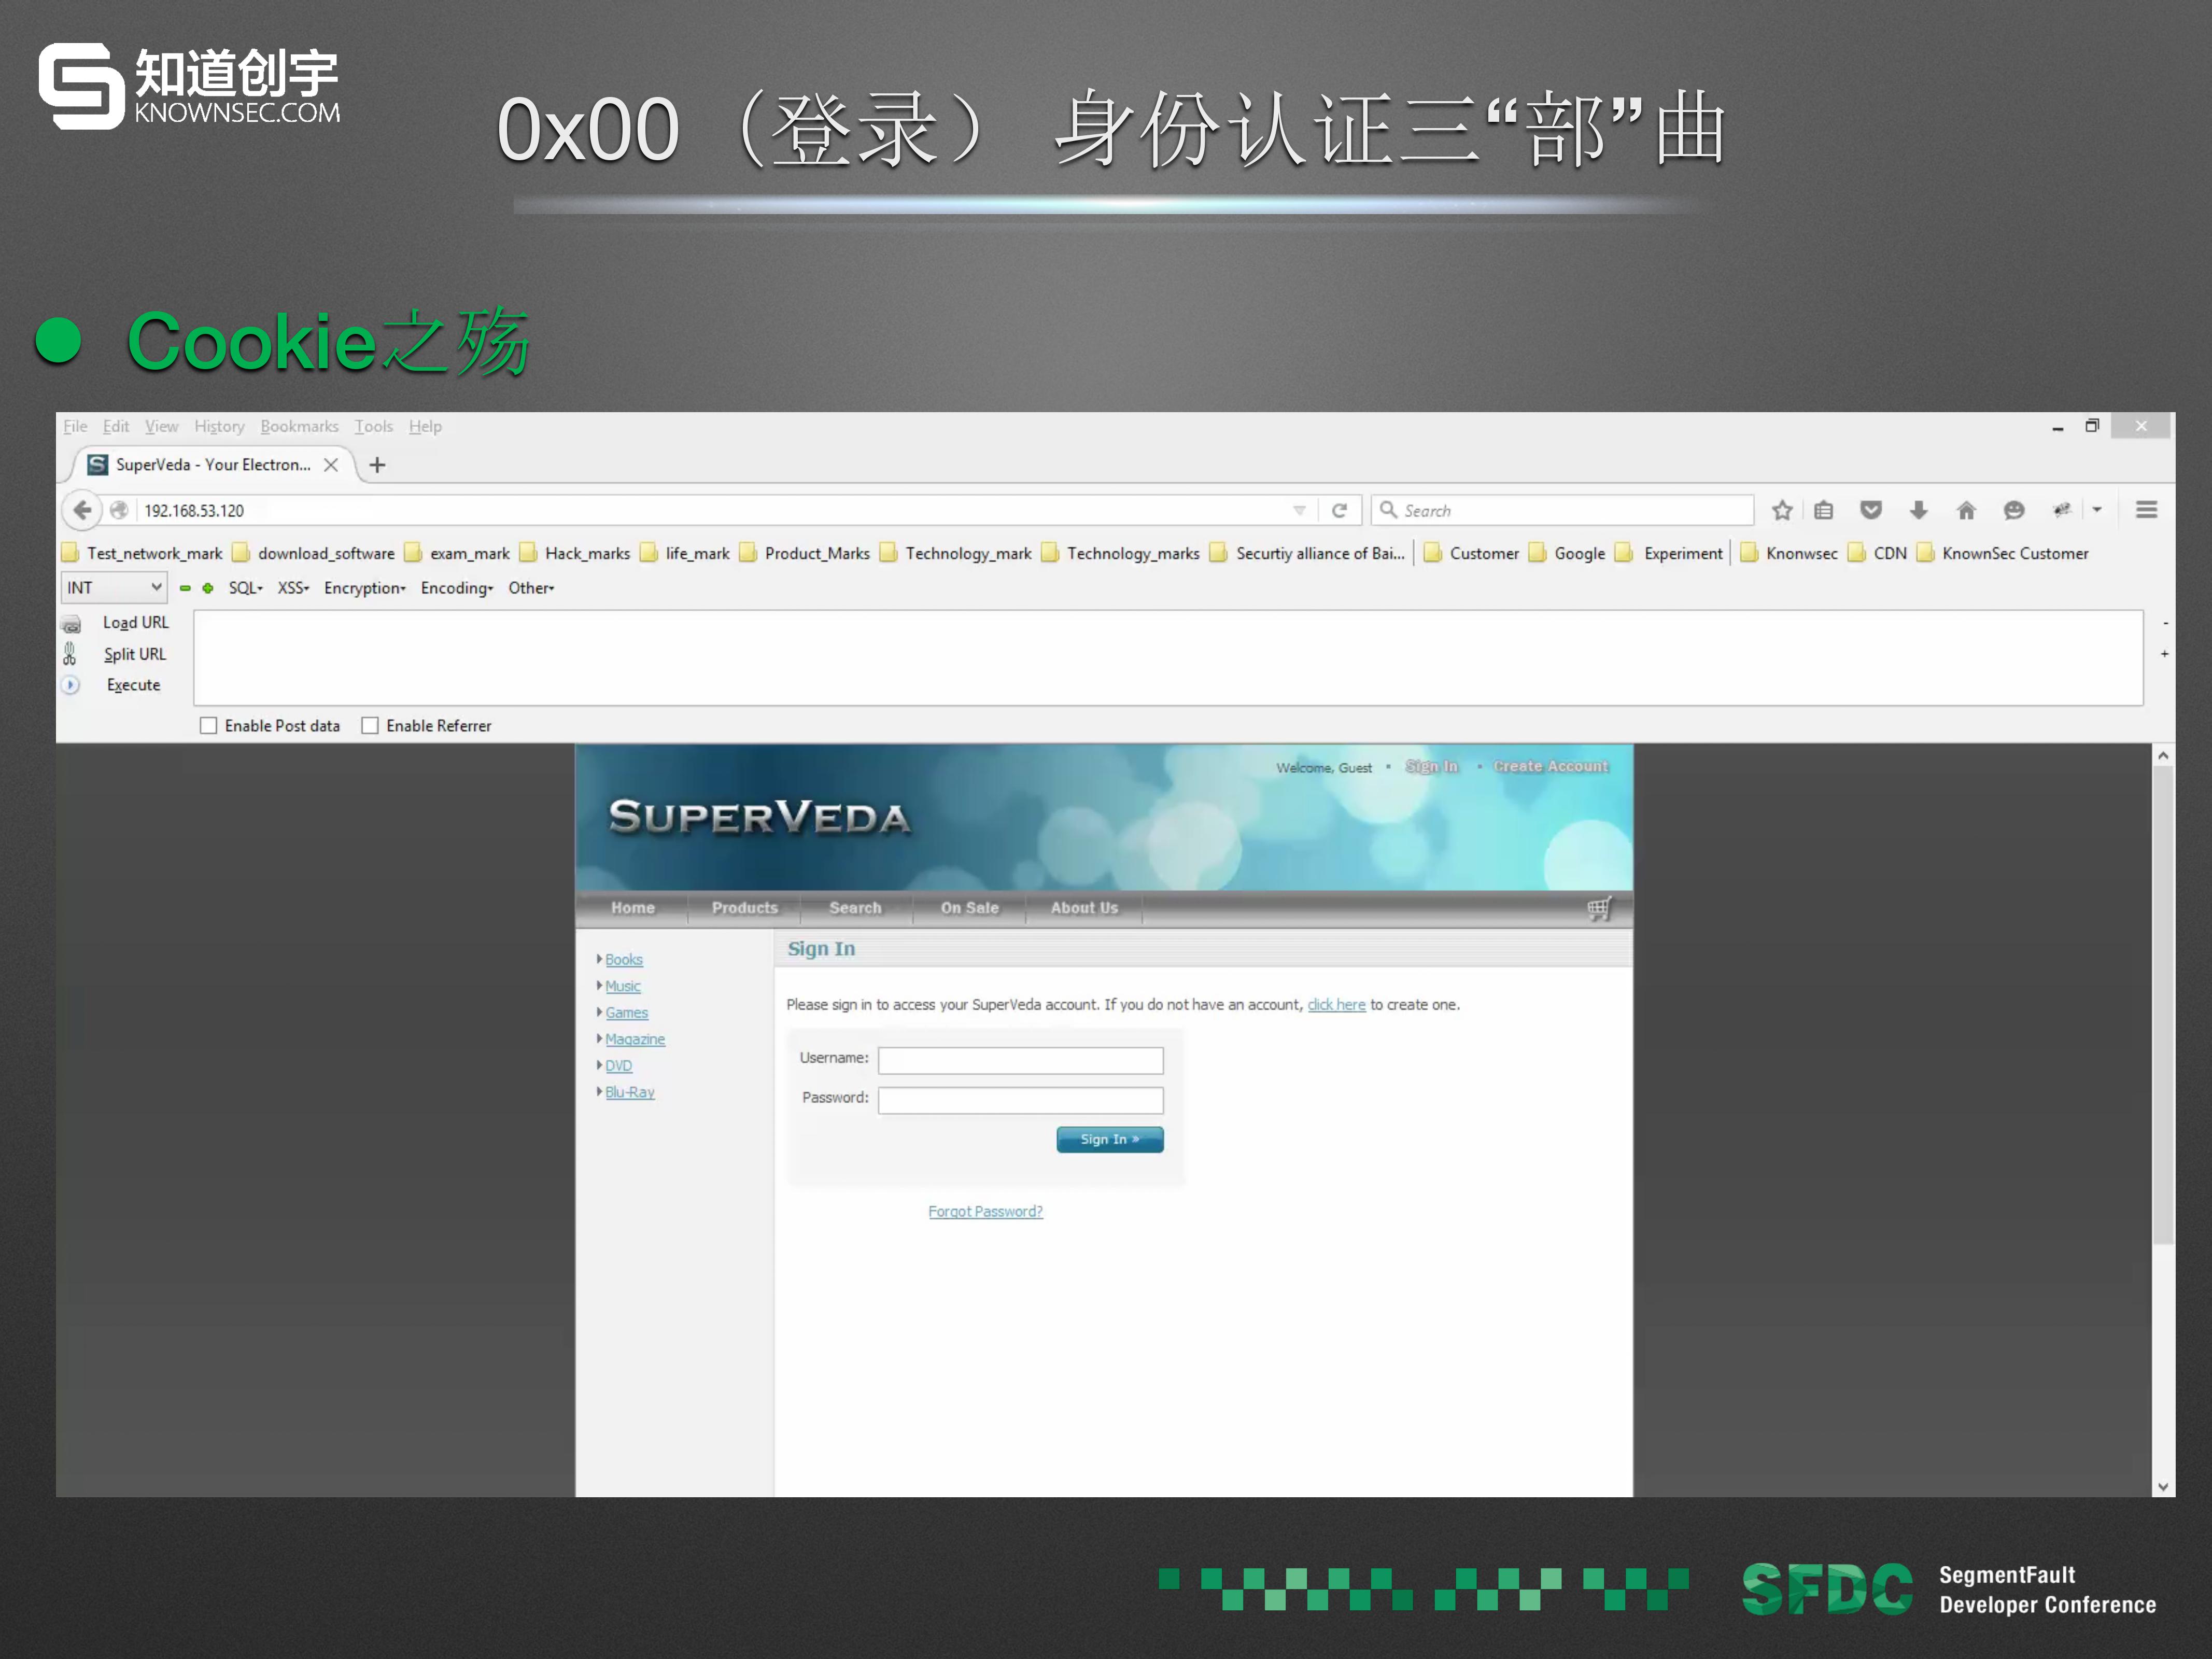 知道创宇
KNOWNSEC.COM
0x00（登录） 身份认证三“部”曲
● Cookie之殇
File Edit View History Bookmarks Tools Help
SuperVeda - Your Electron...
192.168.53.120
Search
Test_network_mark download_software exam_mark Hack_marks life_mark Product_Marks Technology_mark Technology_marks Securtiy alliance of Bai... Customer Google Experiment Knonwsec CDN KnownSec Customer
INT SQL XSS Encryption Encoding Other
Load URL
Split URL
Execute
Enable Post data Enable Referrer
Welcome, Guest Sign In Create Account
SUPERVEDA
Home Products Search On Sale About Us
Books
Music
Games
Magazine
DVD
Blu-Ray
Sign In
Please sign in to access your SuperVeda account. If you do not have an account, click here to create one.
Username:
Password:
Sign In »
Forgot Password?
SFDC
SegmentFault
Developer Conference